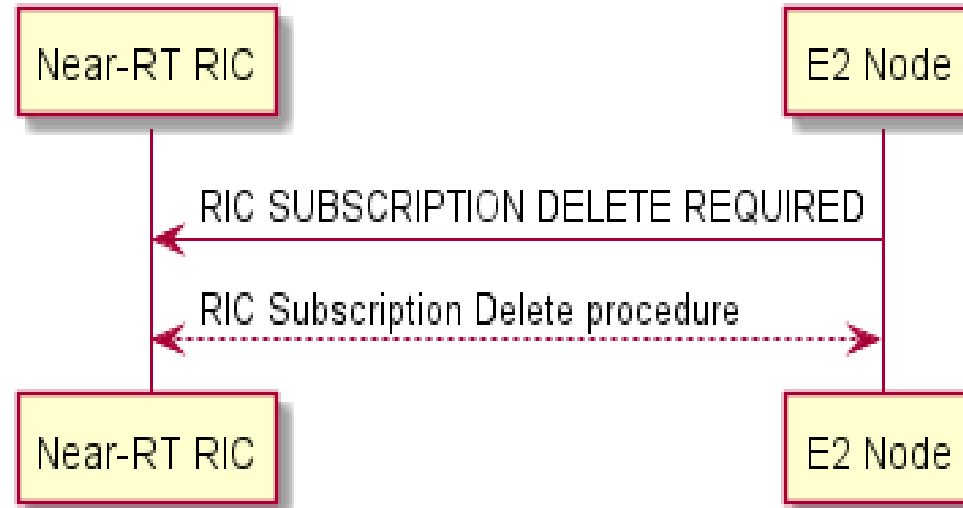 Near-RT RIC
E2 Node
RIC SUBSCRIPTION DELETE REQUIRED
RIC Subscription Delete procedure
Near-RT RIC
E2 Node